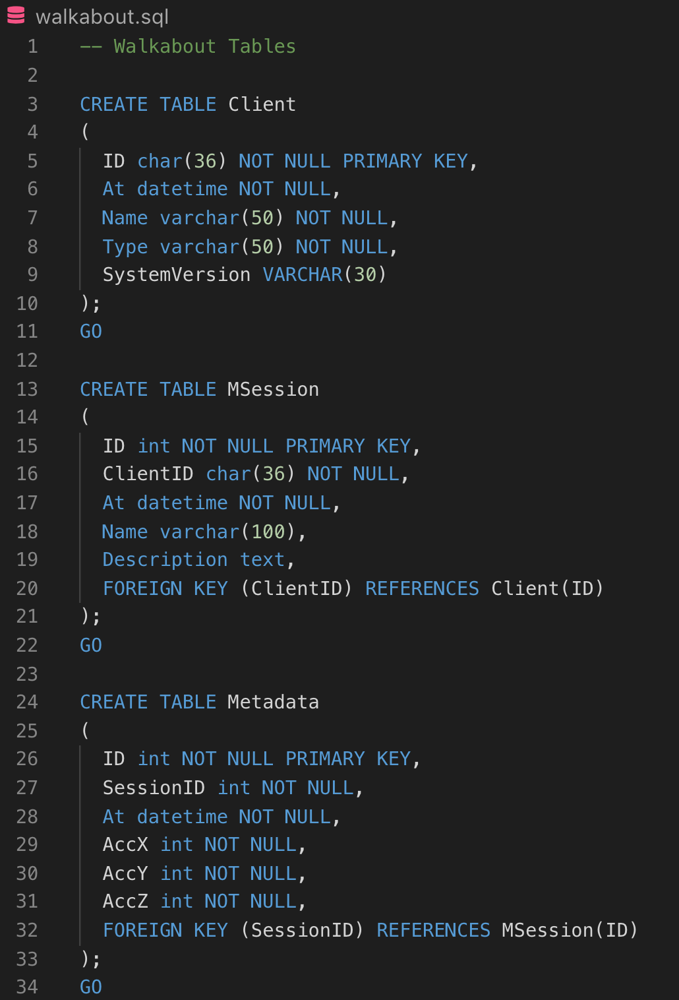 walkabout.sql
1 -- Walkabout Tables
2
3 CREATE TABLE Client
4 (
5 ID char(36) NOT NULL PRIMARY KEY,
6 At datetime NOT NULL,
7 Name varchar(50) NOT NULL,
8 Type varchar(50) NOT NULL,
9 SystemVersion VARCHAR(30)
10 );
11 GO
12
13 CREATE TABLE MSession
14 (
15 ID int NOT NULL PRIMARY KEY,
16 ClientID char(36) NOT NULL,
17 At datetime NOT NULL,
18 Name varchar(100),
19 Description text,
20 FOREIGN KEY (ClientID) REFERENCES Client(ID)
21 );
22 GO
23
24 CREATE TABLE Metadata
25 (
26 ID int NOT NULL PRIMARY KEY,
27 SessionID int NOT NULL,
28 At datetime NOT NULL,
29 AccX int NOT NULL,
30 AccY int NOT NULL,
31 AccZ int NOT NULL,
32 FOREIGN KEY (SessionID) REFERENCES MSession(ID)
33 );
34 GO